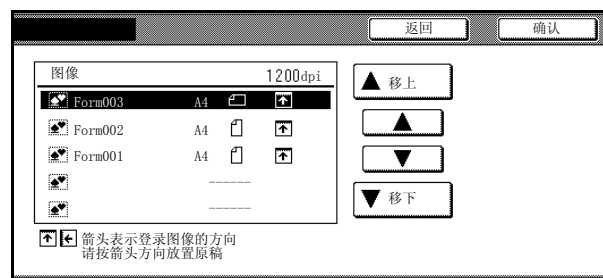 返回 确认
图像 1200dpi
Form003 A4
Form002 A4
Form001 A4
------
------
移上
移下
箭头表示登录图像的方向
请按箭头方向放置原稿